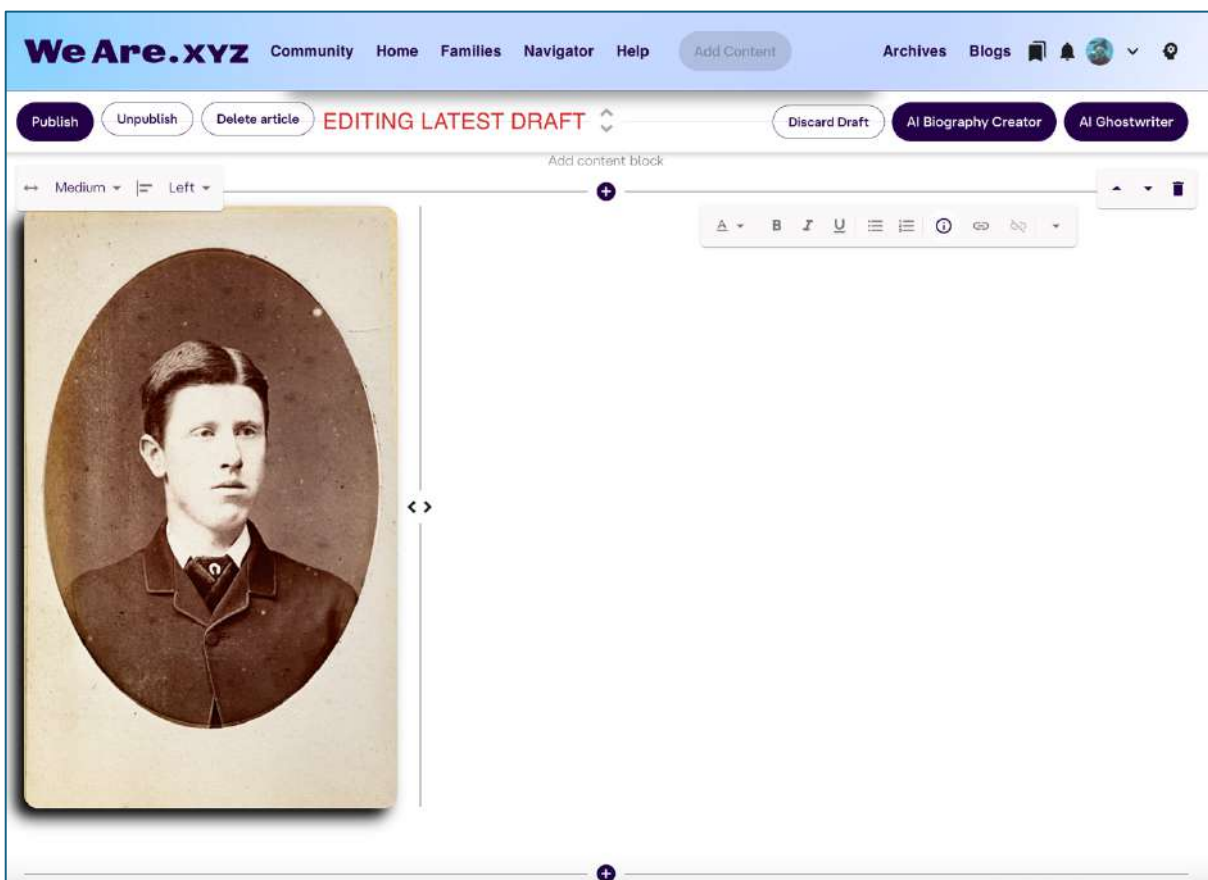 We Are.xyz Community Home Families Navigator Help Add Content Archives Blogs
Publish Unpublish Delete article EDITING LATEST DRAFT Discard Draft AI Biography Creator AI Ghostwriter
Add content block
Medium Left
A B I U